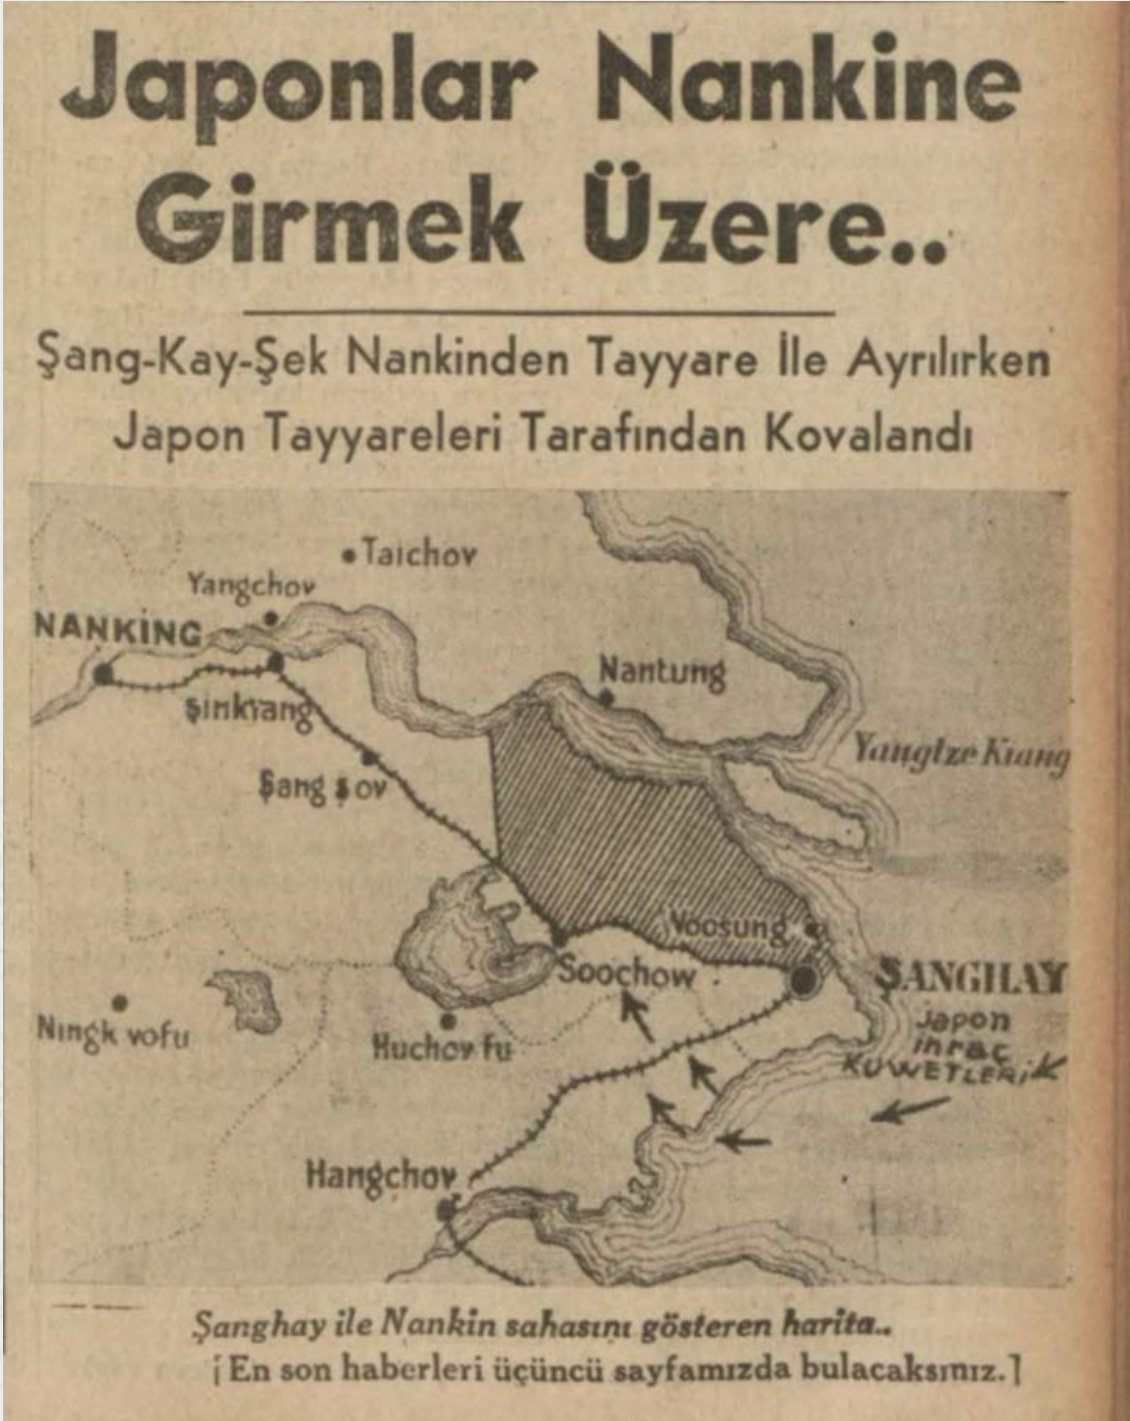 Japonlar Nankine
Girmek Üzere..
Şang-Kay-Şek Nankinden Tayyare İle Ayrılırken
Japon Tayyareleri Tarafından Kovalandı
Taichov
Yangchov
NANKİNG
Nantung
Şinkiang
Yangtze Kiang
Şang Şov
Voosung
Soochow
ŞANGHAY
Japon
ihraç
KUVVETLERİ
Ningk vofu
Huchov fu
Hangchov
Şanghay ile Nankin sahasını gösteren harita..
[En son haberleri üçüncü sayfamızda bulacaksınız.]